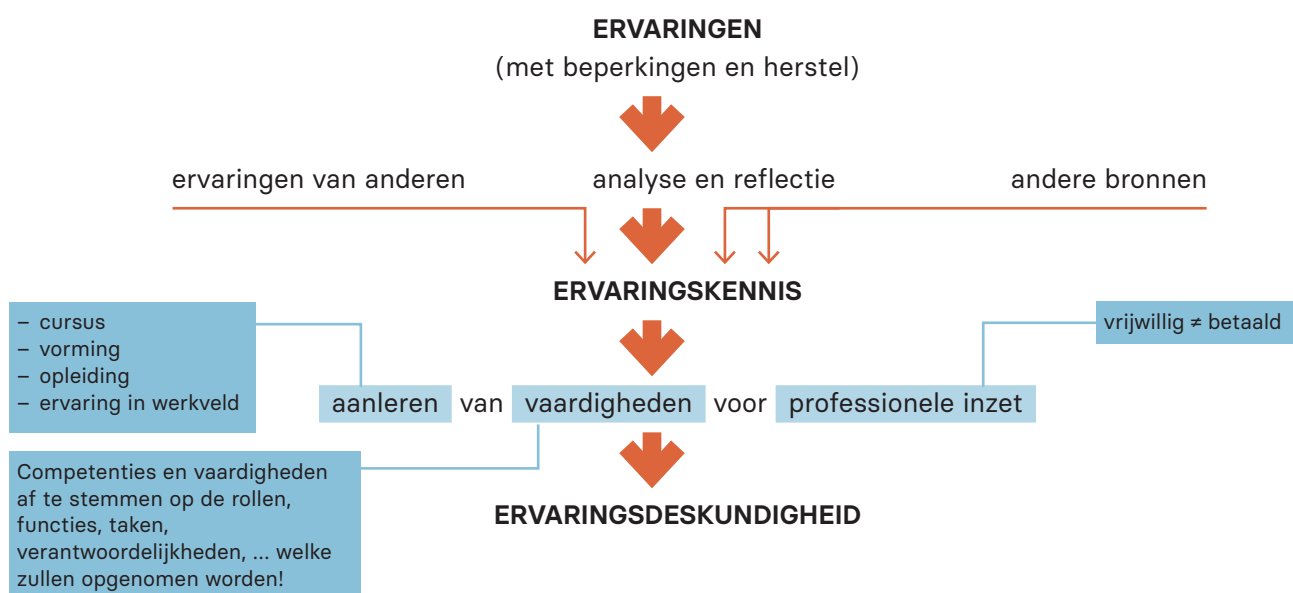 ERVARINGEN
(met beperkingen en herstel)
ervaringen van anderen
analyse en reflectie
andere bronnen
ERVARINGSKENNIS
– cursus
– vorming
– opleiding
– ervaring in werkveld
vrijwillig ≠ betaald
aanleren van vaardigheden voor professionele inzet
Competenties en vaardigheden
af te stemmen op de rollen,
functies, taken,
verantwoordelijkheden, ... welke
zullen opgenomen worden!
ERVARINGSDESKUNDIGHEID